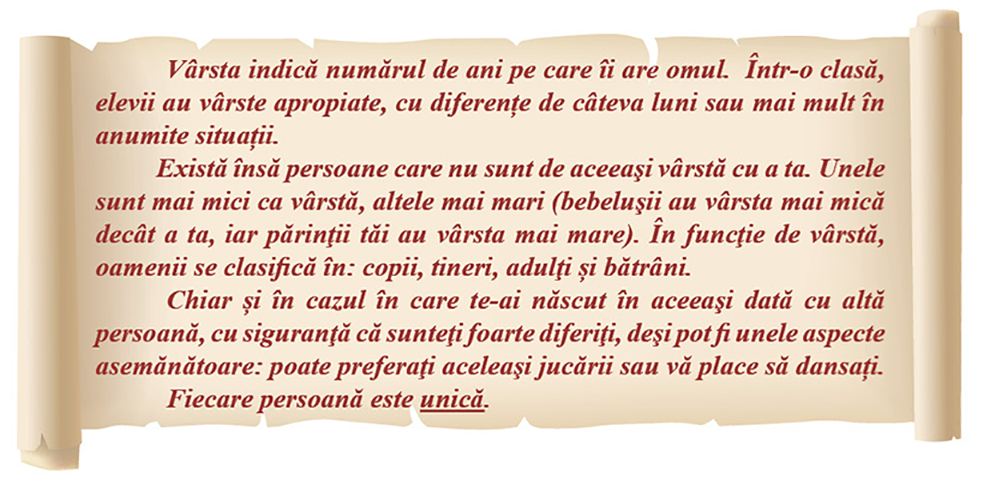 Vârsta indică numărul de ani pe care îi are omul. Într-o clasă,
elevii au vârste apropiate, cu diferențe de câteva luni sau mai mult în
anumite situații.
Există însă persoane care nu sunt de aceeaşi vârstă cu a ta. Unele
sunt mai mici ca vârstă, altele mai mari (bebeluşii au vârsta mai mică
decât a ta, iar părinţii tăi au vârsta mai mare). În funcţie de vârstă,
oamenii se clasifică în: copii, tineri, adulţi și bătrâni.
Chiar și în cazul în care te-ai născut în aceeaşi dată cu altă
persoană, cu siguranţă că sunteți foarte diferiți, deşi pot fi unele aspecte
asemănătoare: poate preferaţi aceleaşi jucării sau vă place să dansați.
Fiecare persoană este unică.